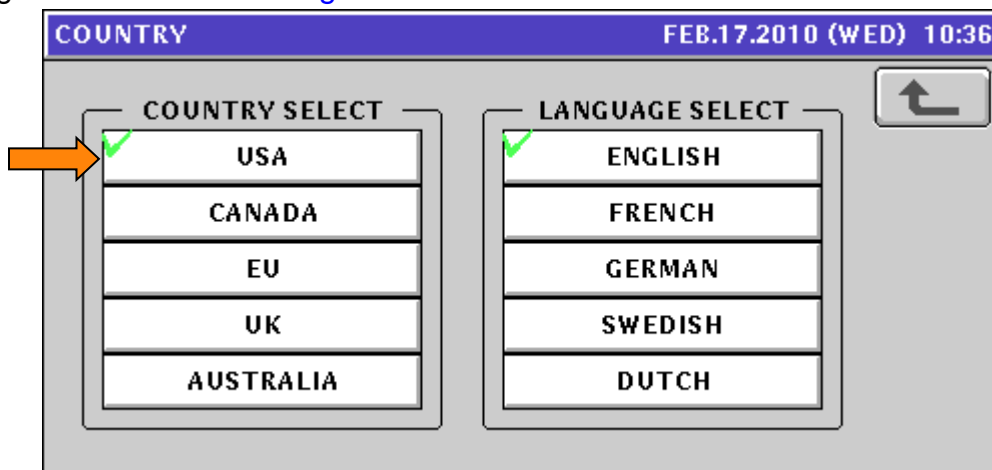 COUNTRY FEB.17.2010 (WED) 10:36
COUNTRY SELECT
USA
CANADA
EU
UK
AUSTRALIA
LANGUAGE SELECT
ENGLISH
FRENCH
GERMAN
SWEDISH
DUTCH